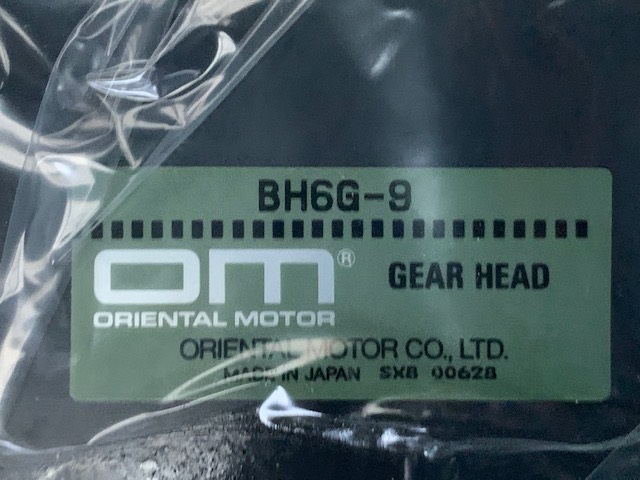 BH6G-9
OM®
GEAR HEAD
ORIENTAL MOTOR
ORIENTAL MOTOR CO., LTD.
MADE IN JAPAN SX8 00628